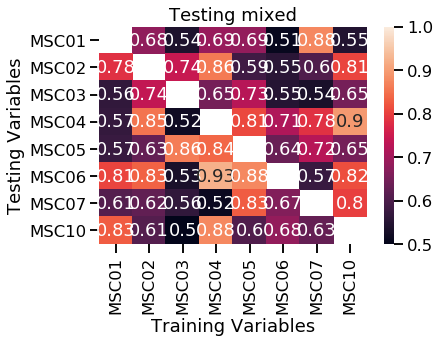 Testing mixed
MSC01 0.68 0.54 0.69 0.69 0.51 0.88 0.55
MSC02 0.78 0.74 0.86 0.59 0.55 0.6 0.81
MSC03 0.56 0.74 0.65 0.73 0.55 0.54 0.65
MSC04 0.57 0.85 0.52 0.81 0.71 0.78 0.9
MSC05 0.57 0.63 0.86 0.84 0.64 0.72 0.65
MSC06 0.81 0.83 0.53 0.93 0.88 0.57 0.82
MSC07 0.61 0.62 0.56 0.52 0.83 0.67 0.8
MSC10 0.83 0.61 0.5 0.88 0.6 0.68 0.63
MSC01 MSC02 MSC03 MSC04 MSC05 MSC06 MSC07 MSC10
Training Variables
Testing Variables
1.0
0.9
0.8
0.7
0.6
0.5